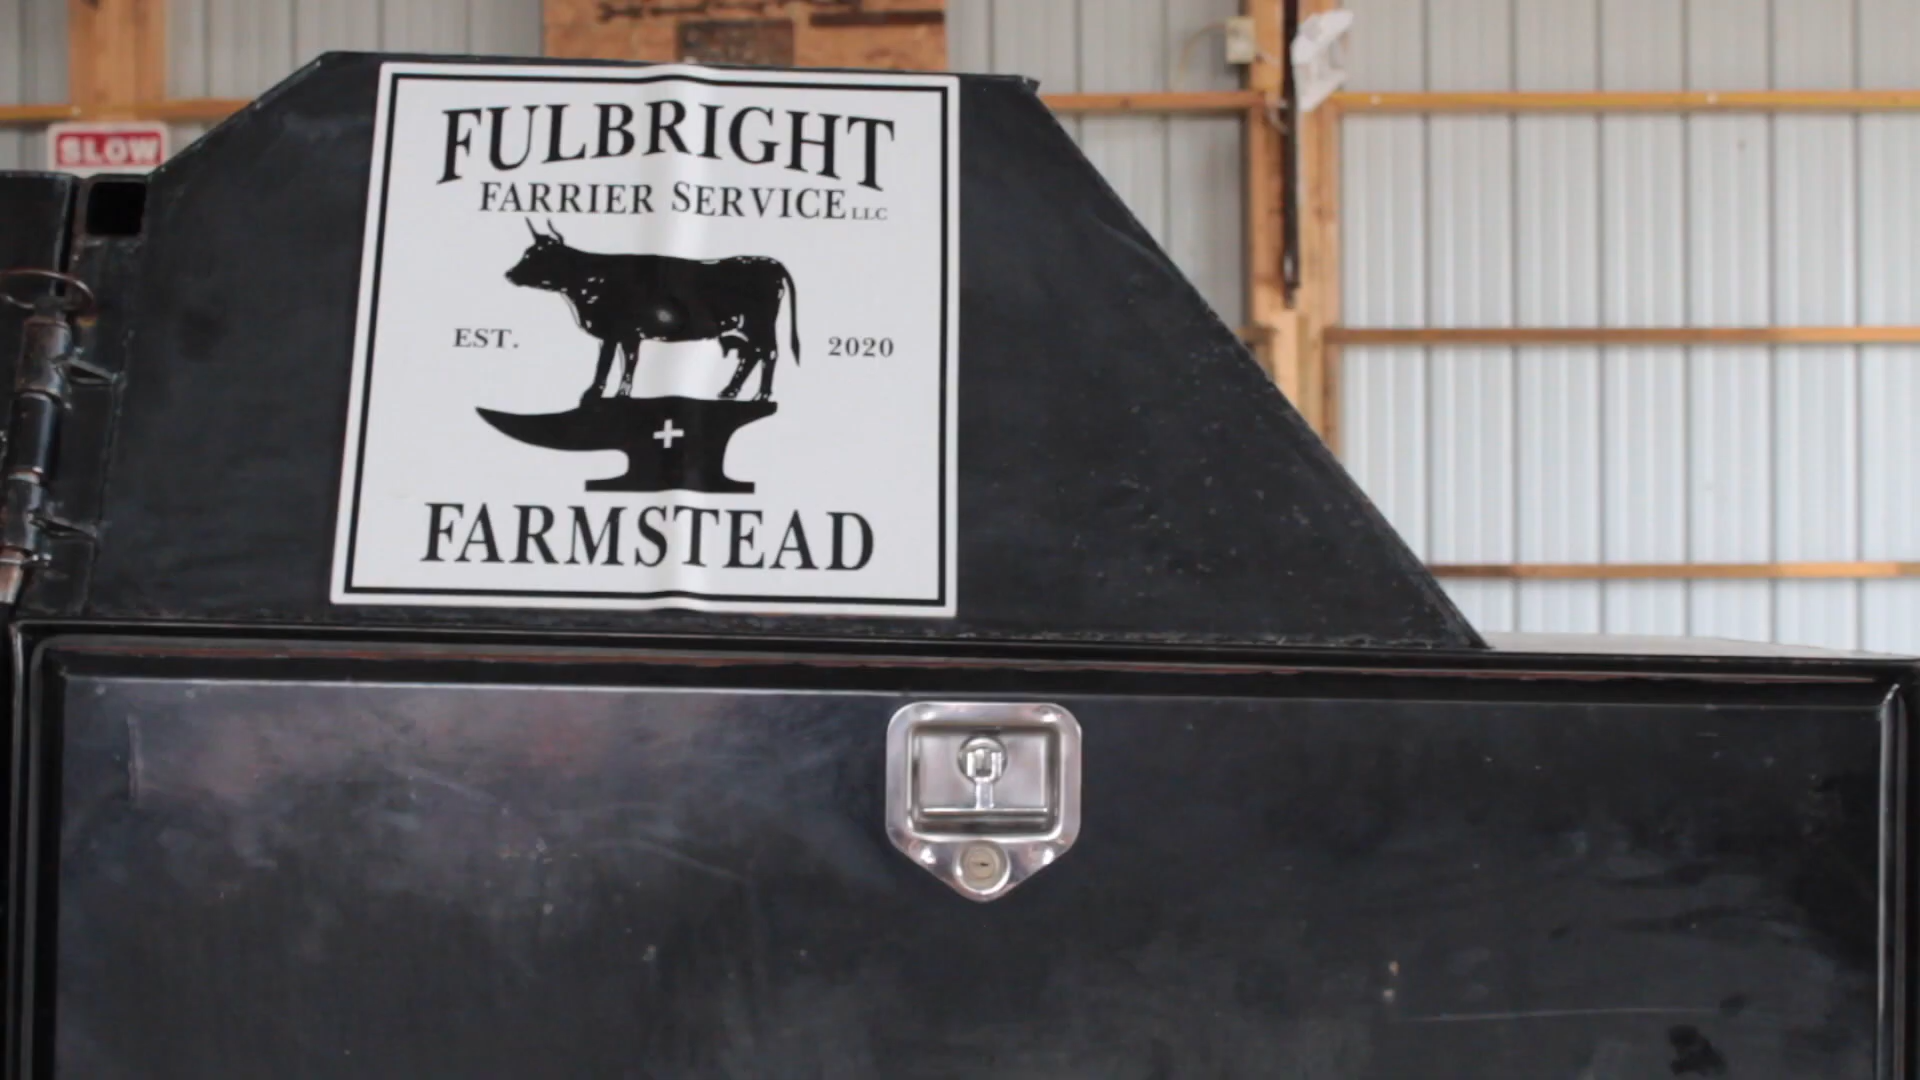 SLOW
FULBRIGHT
FARRIER SERVICE LLC
EST. 2020
FARMSTEAD